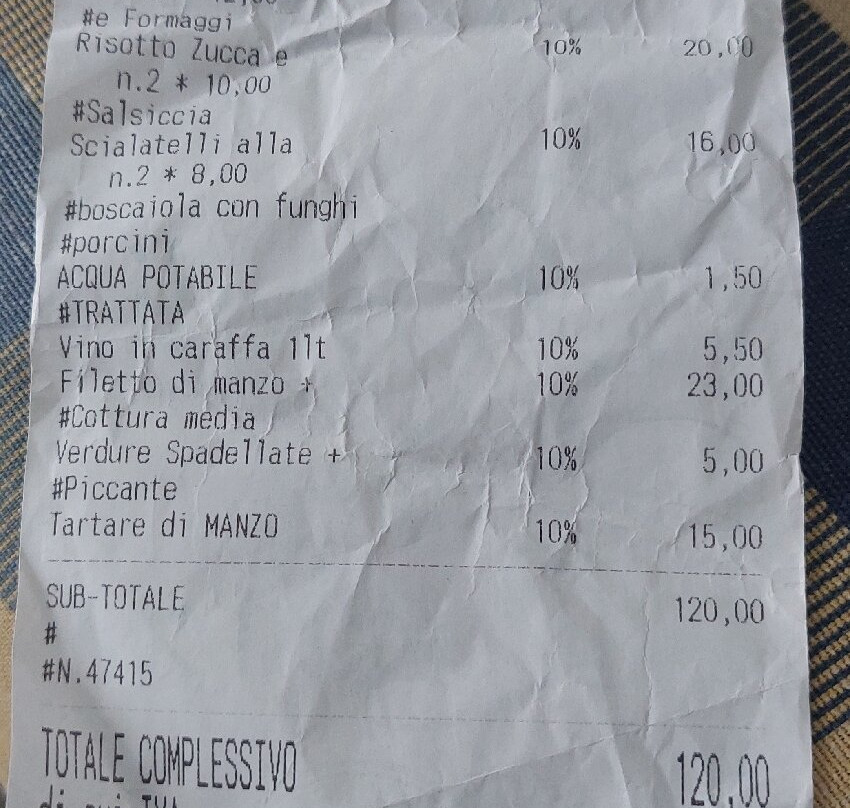 #e Formaggi
Risotto Zucca e 10% 20,00
n.2 * 10,00
#Salsiccia
Scialatelli alla 10% 16,00
n.2 * 8,00
#boscaiola con funghi
#porcini
ACQUA POTABILE 10% 1,50
#TRATTATA
Vino in caraffa 1lt 10% 5,50
Filetto di manzo + 10% 23,00
#Cottura media
Verdure Spadellate + 10% 5,00
#Piccante
Tartare di MANZO 10% 15,00
SUB-TOTALE 120,00
#
#N.47415
TOTALE COMPLESSIVO 120,00
di cui IVA